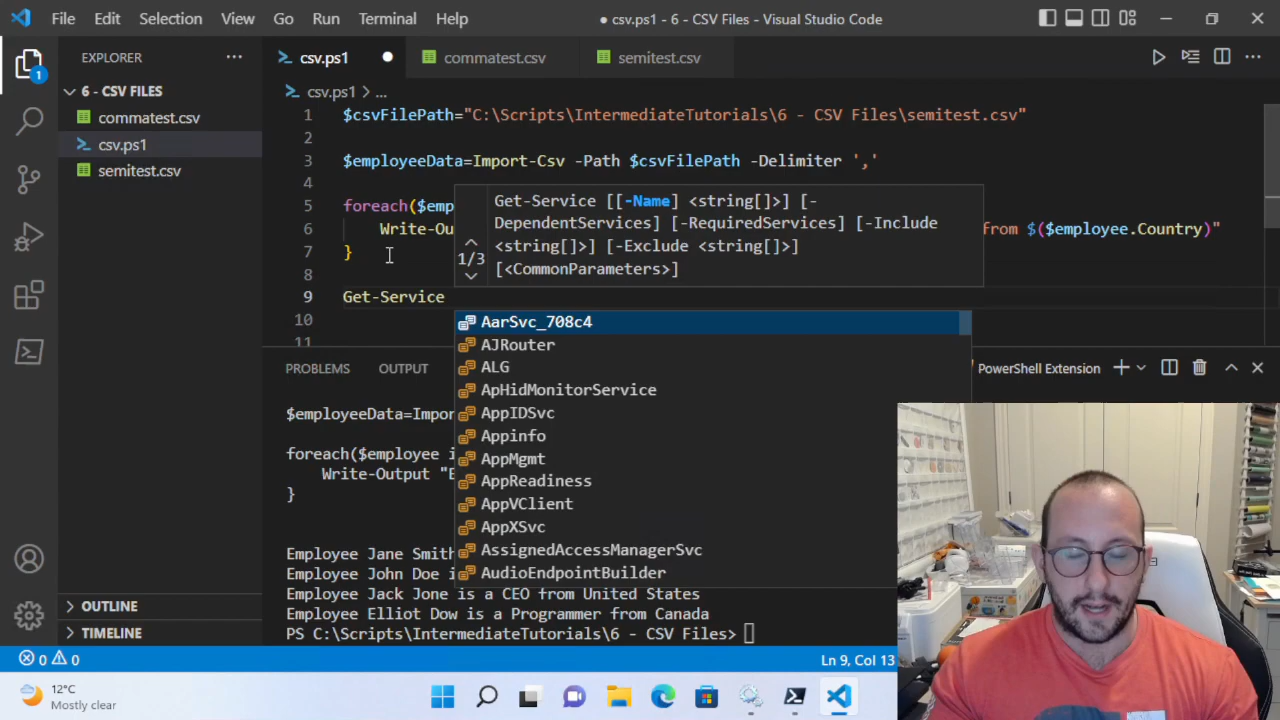 File Edit Selection View Go Run Terminal Help
● csv.ps1 - 6 - CSV Files - Visual Studio Code
1
EXPLORER
6 - CSV FILES
commatest.csv
csv.ps1
semitest.csv
OUTLINE
TIMELINE
csv.ps1
commatest.csv
semitest.csv
csv.ps1 > ...
1 $csvFilePath="C:\Scripts\IntermediateTutorials\6 - CSV Files\semitest.csv"
2
3 $employeeData=Import-Csv -Path $csvFilePath -Delimiter ','
4
5 foreach($emp
6 Write-Ou from $($employee.Country)"
7 }
8
9 Get-Service
10
11
Get-Service [[-Name] <string[]>] [-
DependentServices] [-RequiredServices] [-Include
<string[]>] [-Exclude <string[]>]
[<CommonParameters>]
1/3
AarSvc_708c4
AJRouter
ALG
ApHidMonitorService
AppIDSvc
Appinfo
AppMgmt
AppReadiness
AppVClient
AppXSvc
AssignedAccessManagerSvc
AudioEndpointBuilder
PROBLEMS OUTPUT
PowerShell Extension
$employeeData=Impor
foreach($employee i
Write-Output "E
}
Employee Jane Smith
Employee John Doe i
Employee Jack Jone is a CEO from United States
Employee Elliot Dow is a Programmer from Canada
PS C:\Scripts\IntermediateTutorials\6 - CSV Files>
0 0
Ln 9, Col 13
12°C
Mostly clear